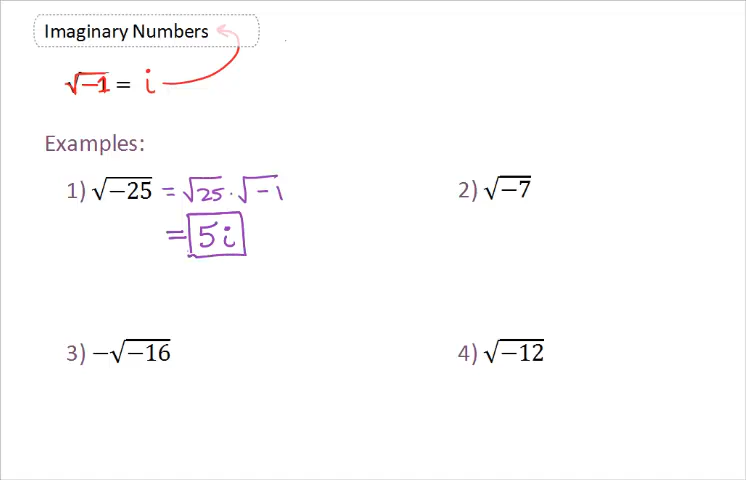 Imaginary Numbers
√-1 = i
Examples:
1) √−25 = √25 · √-1
= 5i
2) √−7
3) −√−16
4) √−12